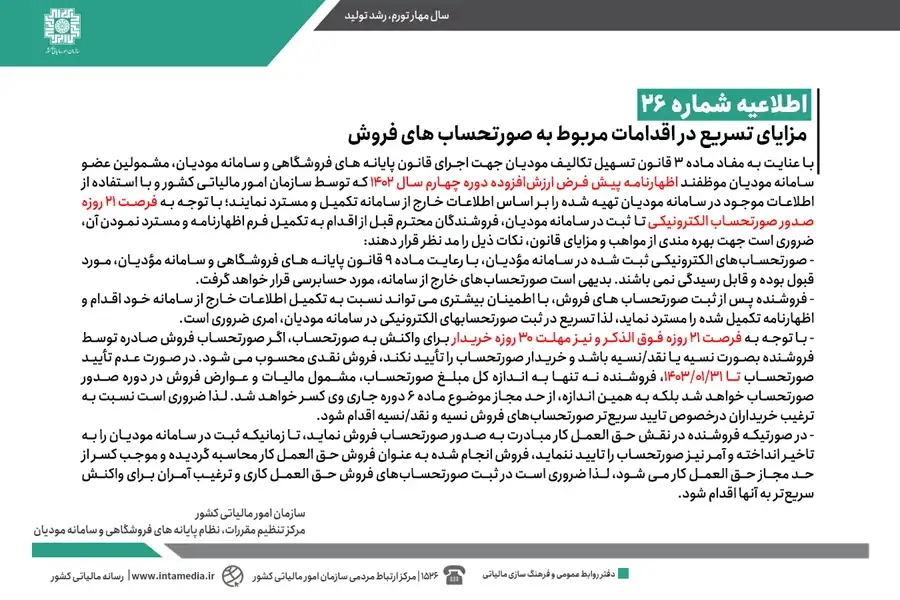 سازمان امور مالیاتی کشور
سال مهار تورم، رشد تولید
اطلاعیه شماره ۲۶
مزایای تسریع در اقدامات مربوط به صورتحساب های فروش
با عنایت به مفاد ماده ۳ قانون تسهیل تکالیف مودیان جهت اجرای قانون پایانه های فروشگاهی و سامانه مودیان، مشمولین عضو
سامانه مودیان موظفند اظهارنامه پیش فرض ارزش‌افزوده دوره چهارم سال ۱۴۰۲ که توسط سازمان امور مالیاتی کشور و با استفاده از
اطلاعات موجود در سامانه مودیان تهیه شده را بر اساس اطلاعات خارج از سامانه تکمیل و مسترد نمایند؛ با توجه به فرصت ۲۱ روزه
صدور صورتحساب الکترونیکی تا ثبت در سامانه مودیان، فروشندگان محترم قبل از اقدام به تکمیل فرم اظهارنامه و مسترد نمودن آن،
ضروری است جهت بهره مندی از مواهب و مزایای قانون، نکات ذیل را مد نظر قرار دهند:
- صورتحساب‌های الکترونیکی ثبت شده در سامانه مؤدیان، با رعایت ماده ۹ قانون پایانه های فروشگاهی و سامانه مؤدیان، مورد
قبول بوده و قابل رسیدگی نمی باشند. بدیهی است صورتحساب‌های خارج از سامانه، مورد حسابرسی قرار خواهد گرفت.
- فروشنده پس از ثبت صورتحساب های فروش، با اطمینان بیشتری می تواند نسبت به تکمیل اطلاعات خارج از سامانه خود اقدام و
اظهارنامه تکمیل شده را مسترد نماید، لذا تسریع در ثبت صورتحسابهای الکترونیکی در سامانه مودیان، امری ضروری است.
- با توجه به فرصت ۲۱ روزه فوق الذکر و نیز مهلت ۳۰ روزه خریدار برای واکنش به صورتحساب، اگر صورتحساب فروش صادره توسط
فروشنده بصورت نسیه یا نقد/نسیه باشد و خریدار صورتحساب را تأیید نکند، فروش نقدی محسوب می شود. در صورت عدم تأیید
صورتحساب تا ۱۴۰۳/۰۱/۳۱، فروشنده نه تنها به اندازه کل مبلغ صورتحساب، مشمول مالیات و عوارض فروش در دوره صدور
صورتحساب خواهد شد بلکه به همین اندازه، از حد مجاز موضوع ماده ۶ دوره جاری وی کسر خواهد شد. لذا ضروری است نسبت به
ترغیب خریداران درخصوص تایید سریع‌تر صورتحساب‌های فروش نسیه و نقد/نسیه اقدام شود.
- در صورتیکه فروشنده در نقش حق العمل کار مبادرت به صدور صورتحساب فروش نماید، تا زمانیکه ثبت در سامانه مودیان را به
تاخیر انداخته و آمر نیز صورتحساب را تایید ننماید، فروش انجام شده به عنوان فروش حق العمل کار محاسبه گردیده و موجب کسر از
حد مجاز حق العمل کار می شود، لذا ضروری است در ثبت صورتحساب‌های فروش حق العمل کاری و ترغیب آمران برای واکنش
سریع‌تر به آنها اقدام شود.
سازمان امور مالیاتی کشور
مرکز تنظیم مقررات، نظام پایانه های فروشگاهی و سامانه مودیان
دفتر روابط عمومی و فرهنگ سازی مالیاتی
۱۵۲۶ | مرکز ارتباط مردمی سازمان امور مالیاتی کشور
www.intamedia.ir | رسانه مالیاتی کشور